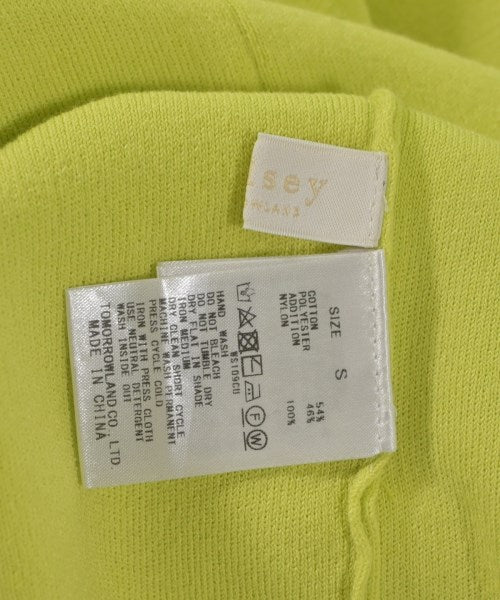 sey
SIZE S
COTTON 54%
POLYESTER 46%
ADDITION
NYLON 100%
WS109GU
HAND WASH
DO NOT BLEACH
DO NOT TUMBLE DRY
DRY FLAT IN SHADE
IRON MEDIUM
DRY CLEAN SHORT CYCLE
MACHINE WASH PERMANENT
PRESS CYCLE COLD
IRON WITH PRESS CLOTH
USE NEUTRAL DETERGENT
WASH INSIDE OUT
TOMORROWLAND CO., LTD.
MADE IN CHINA